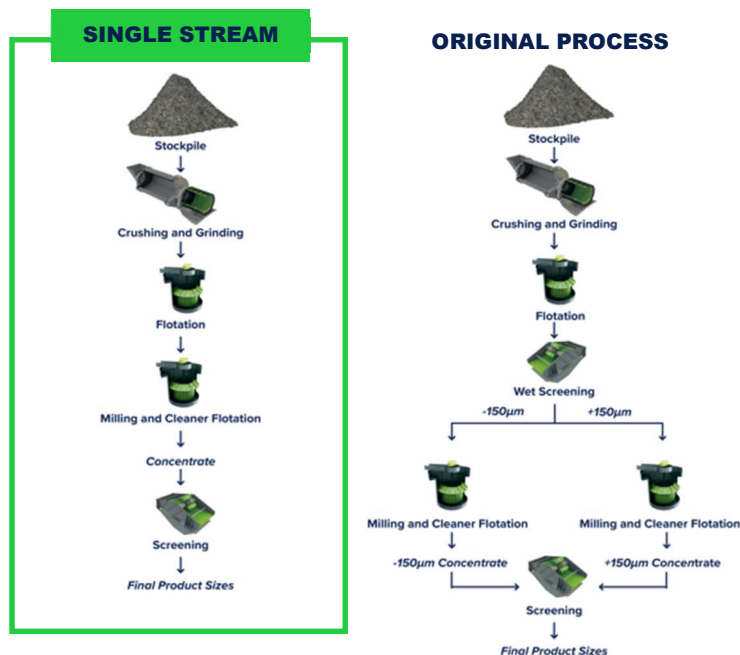 SINGLE STREAM
Stockpile
Crushing and Grinding
Flotation
Milling and Cleaner Flotation
Concentrate
Screening
Final Product Sizes
ORIGINAL PROCESS
Stockpile
Crushing and Grinding
Flotation
Wet Screening
-150µm
+150µm
Milling and Cleaner Flotation
Milling and Cleaner Flotation
-150µm Concentrate
+150µm Concentrate
Screening
Final Product Sizes